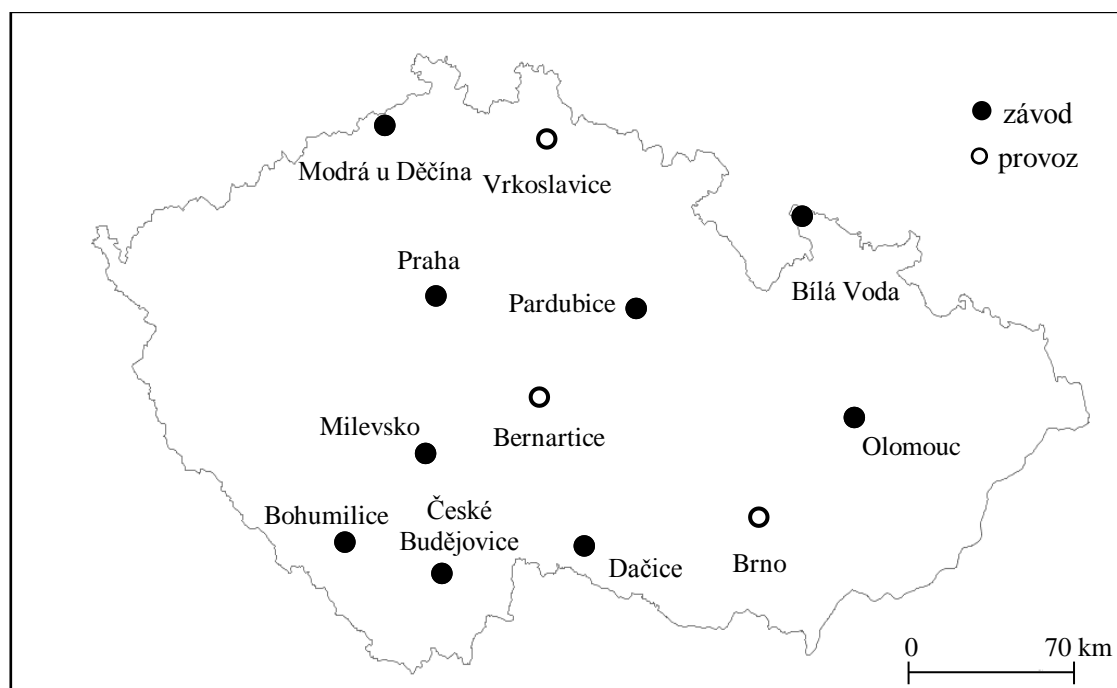 závod
provoz
Modrá u Děčína
Vrkoslavice
Praha
Pardubice
Bílá Voda
Milevsko
Bernartice
Olomouc
Bohumilice
České
Budějovice
Dačice
Brno
0 70 km